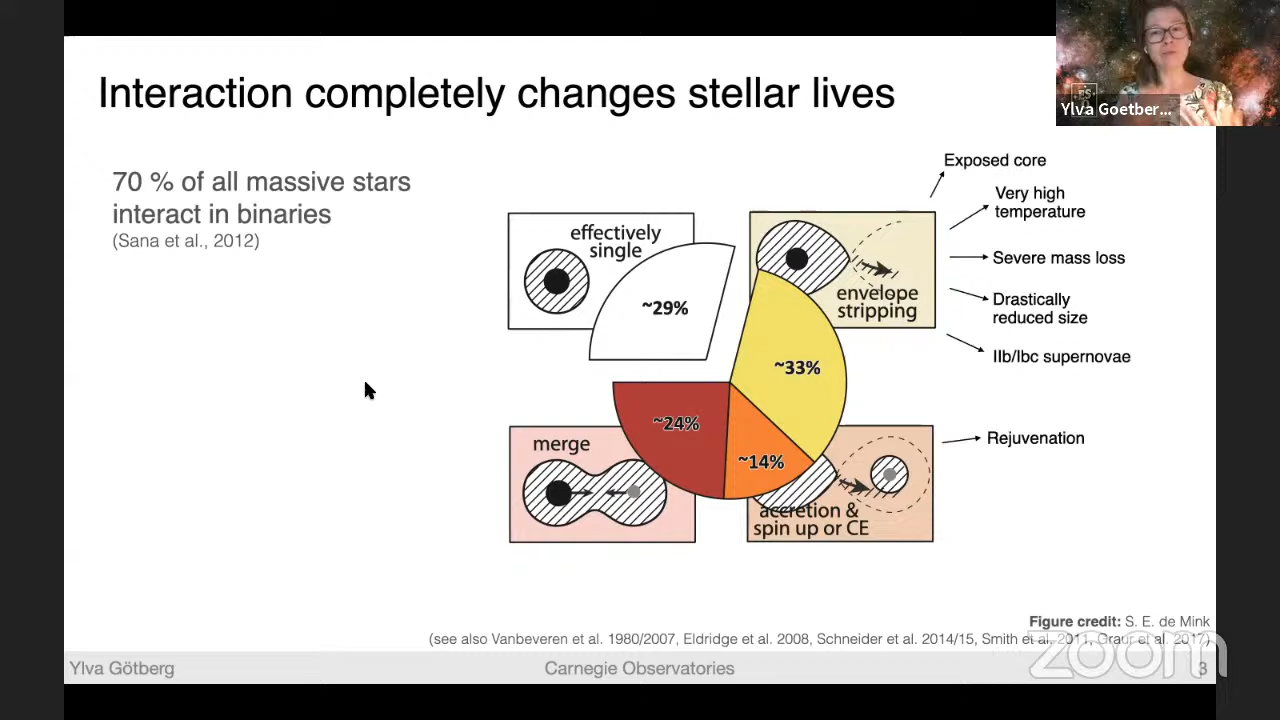 Interaction completely changes stellar lives
Ylva Goetber...
70 % of all massive stars
interact in binaries
(Sana et al., 2012)
effectively
single
~29%
envelope
stripping
~33%
Exposed core
Very high
temperature
Severe mass loss
Drastically
reduced size
IIb/Ibc supernovae
merge
~24%
~14%
accretion &
spin up or CE
Rejuvenation
Figure credit: S. E. de Mink
(see also Vanbeveren et al. 1980/2007, Eldridge et al. 2008, Schneider et al. 2014/15, Smith et al. 2011, Graur et al. 2017)
Ylva Götberg
Carnegie Observatories
3
zoom